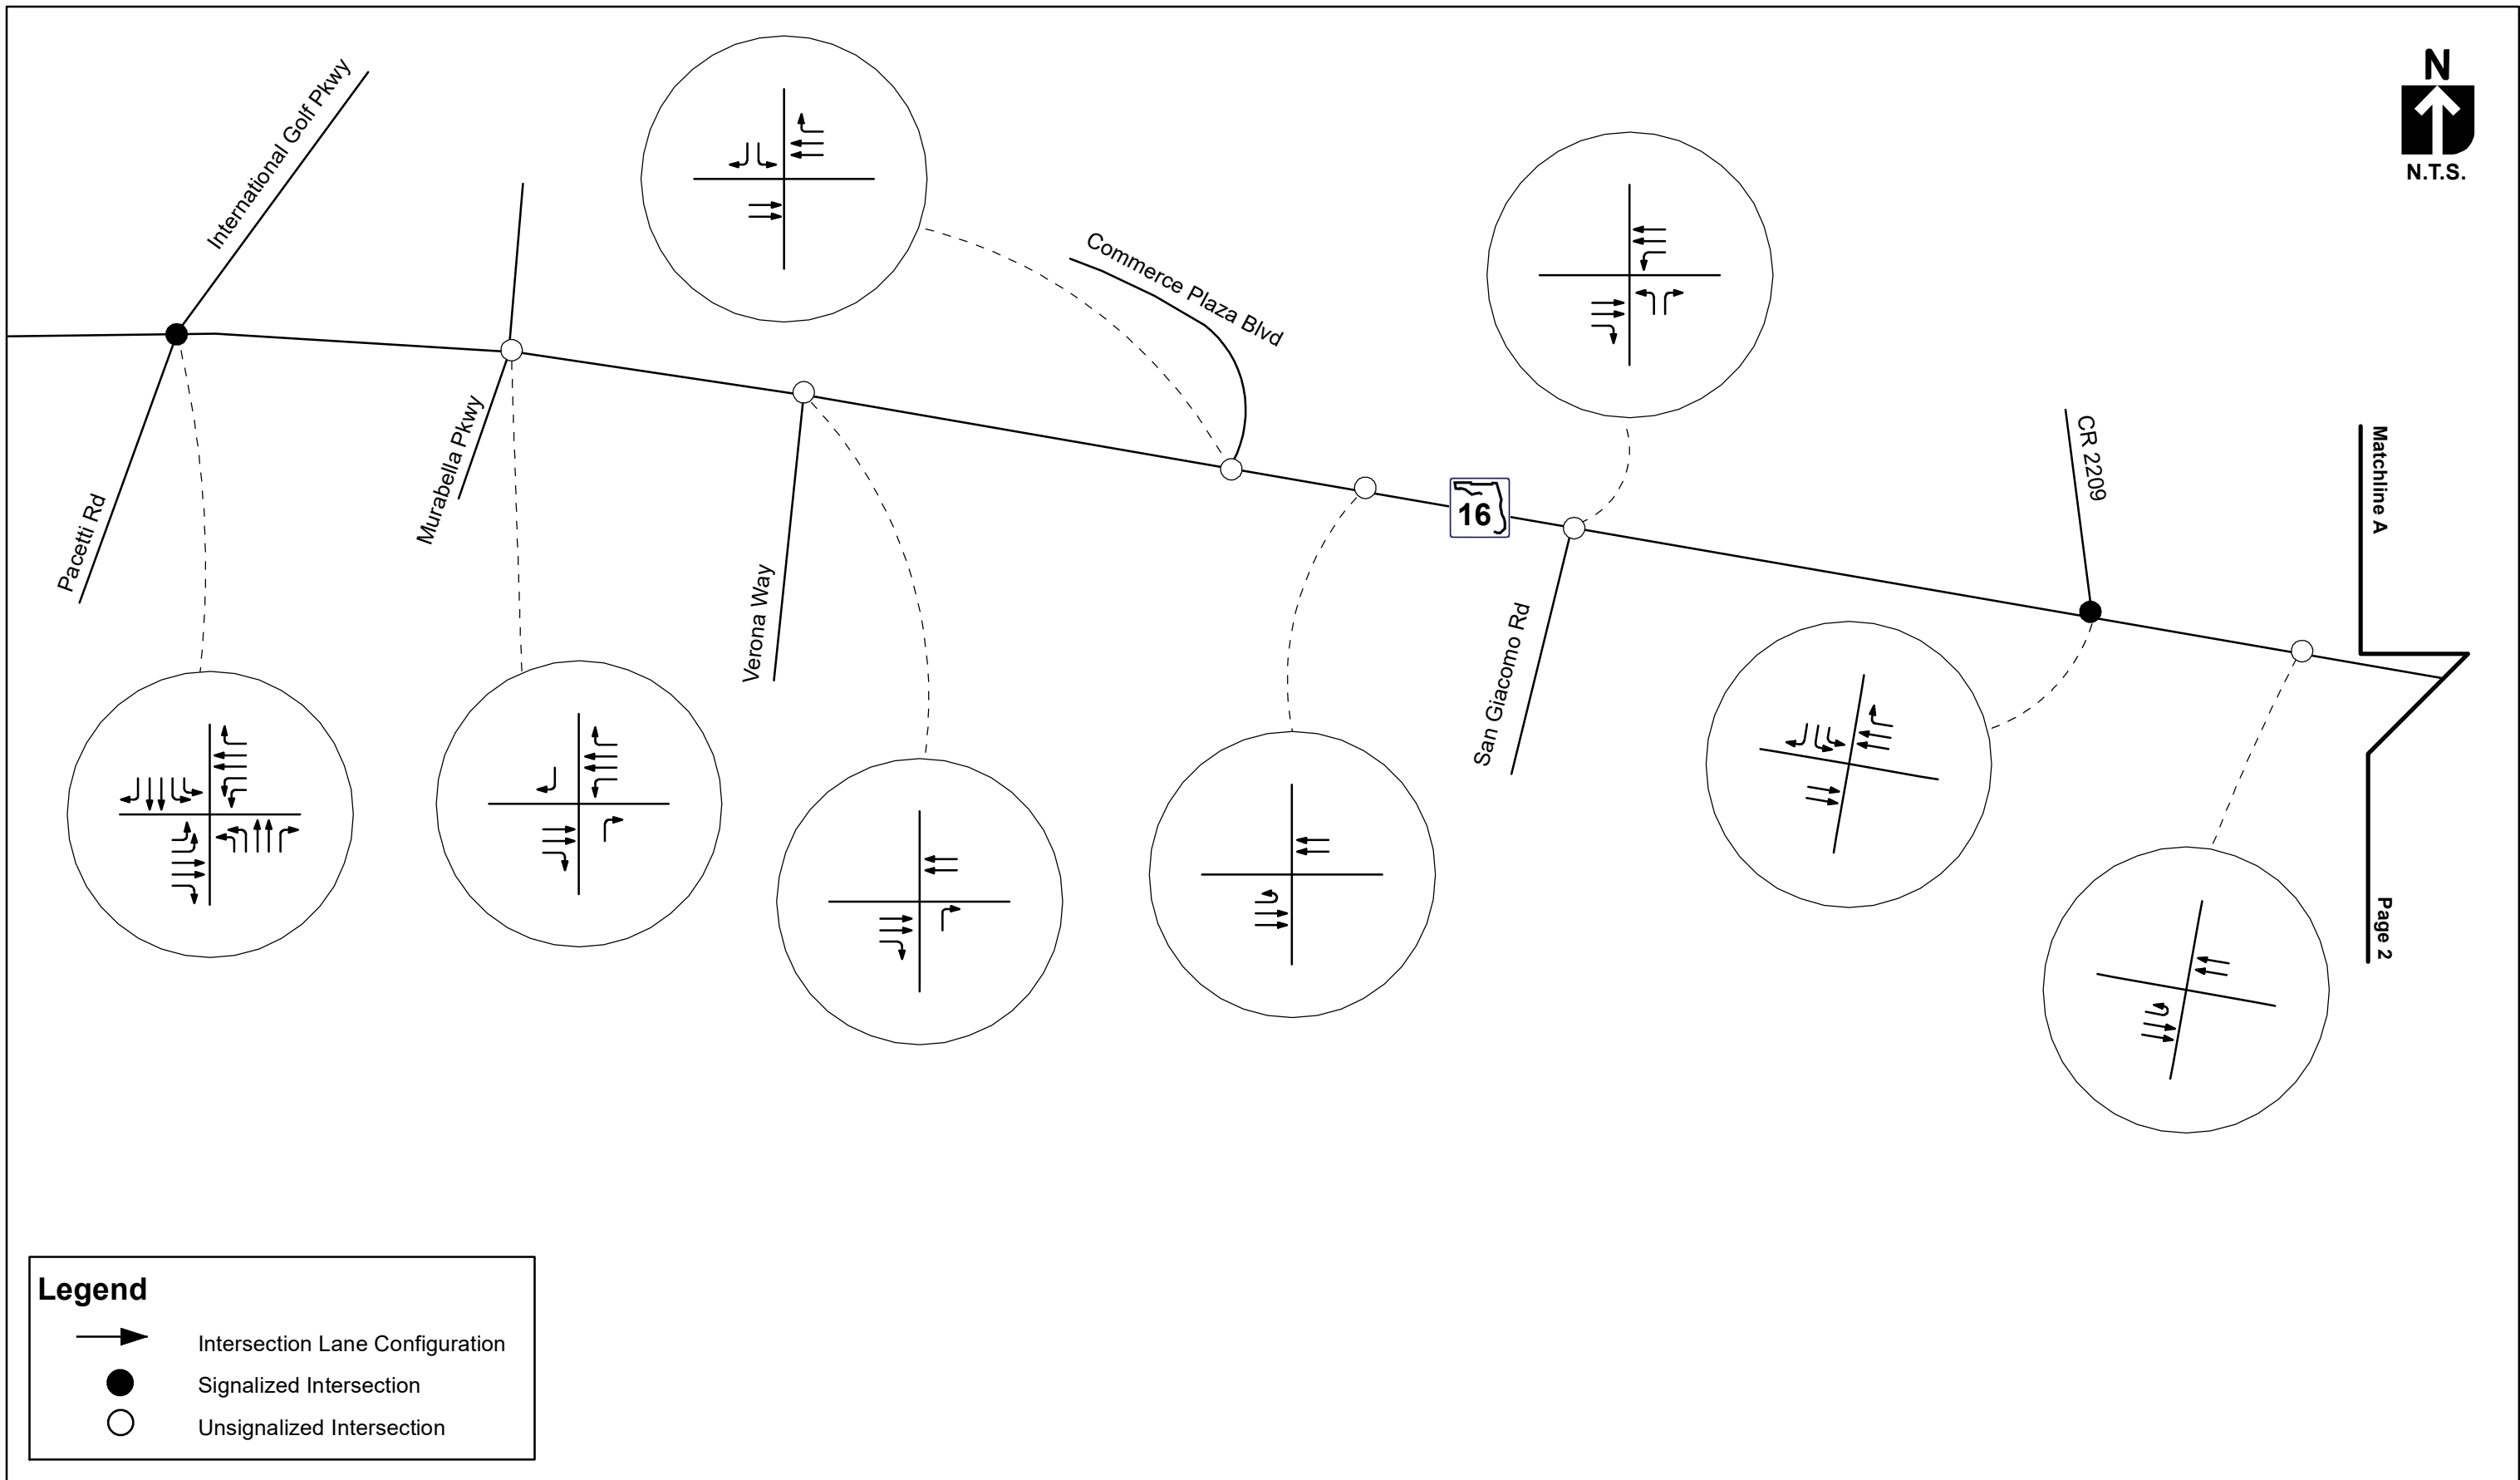 N
N.T.S.
International Golf Pkwy
Commerce Plaza Blvd
Pacetti Rd
Murabella Pkwy
Verona Way
16
San Giacomo Rd
CR 2209
Matchline A
Page 2
Legend
Intersection Lane Configuration
Signalized Intersection
Unsignalized Intersection